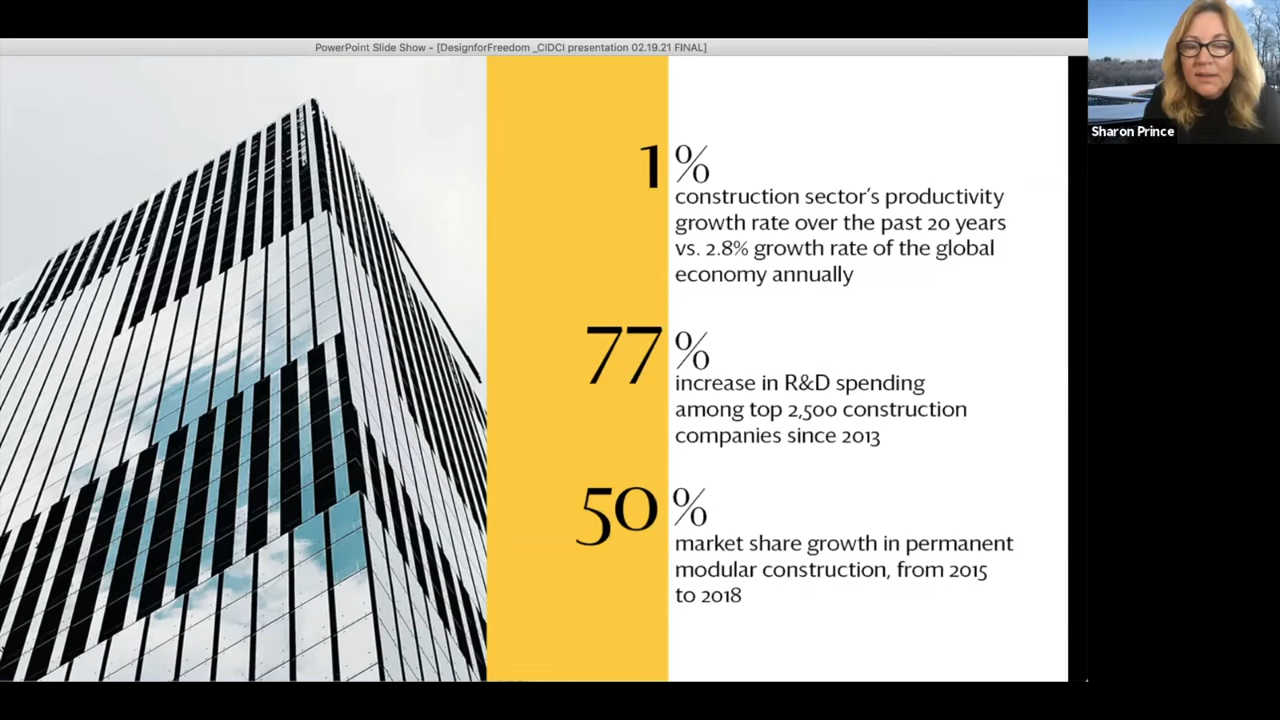 PowerPoint Slide Show - [DesignforFreedom _CIDCI presentation 02.19.21 FINAL]
Sharon Prince
1 %
construction sector's productivity
growth rate over the past 20 years
vs. 2.8% growth rate of the global
economy annually
77 %
increase in R&D spending
among top 2,500 construction
companies since 2013
50 %
market share growth in permanent
modular construction, from 2015
to 2018